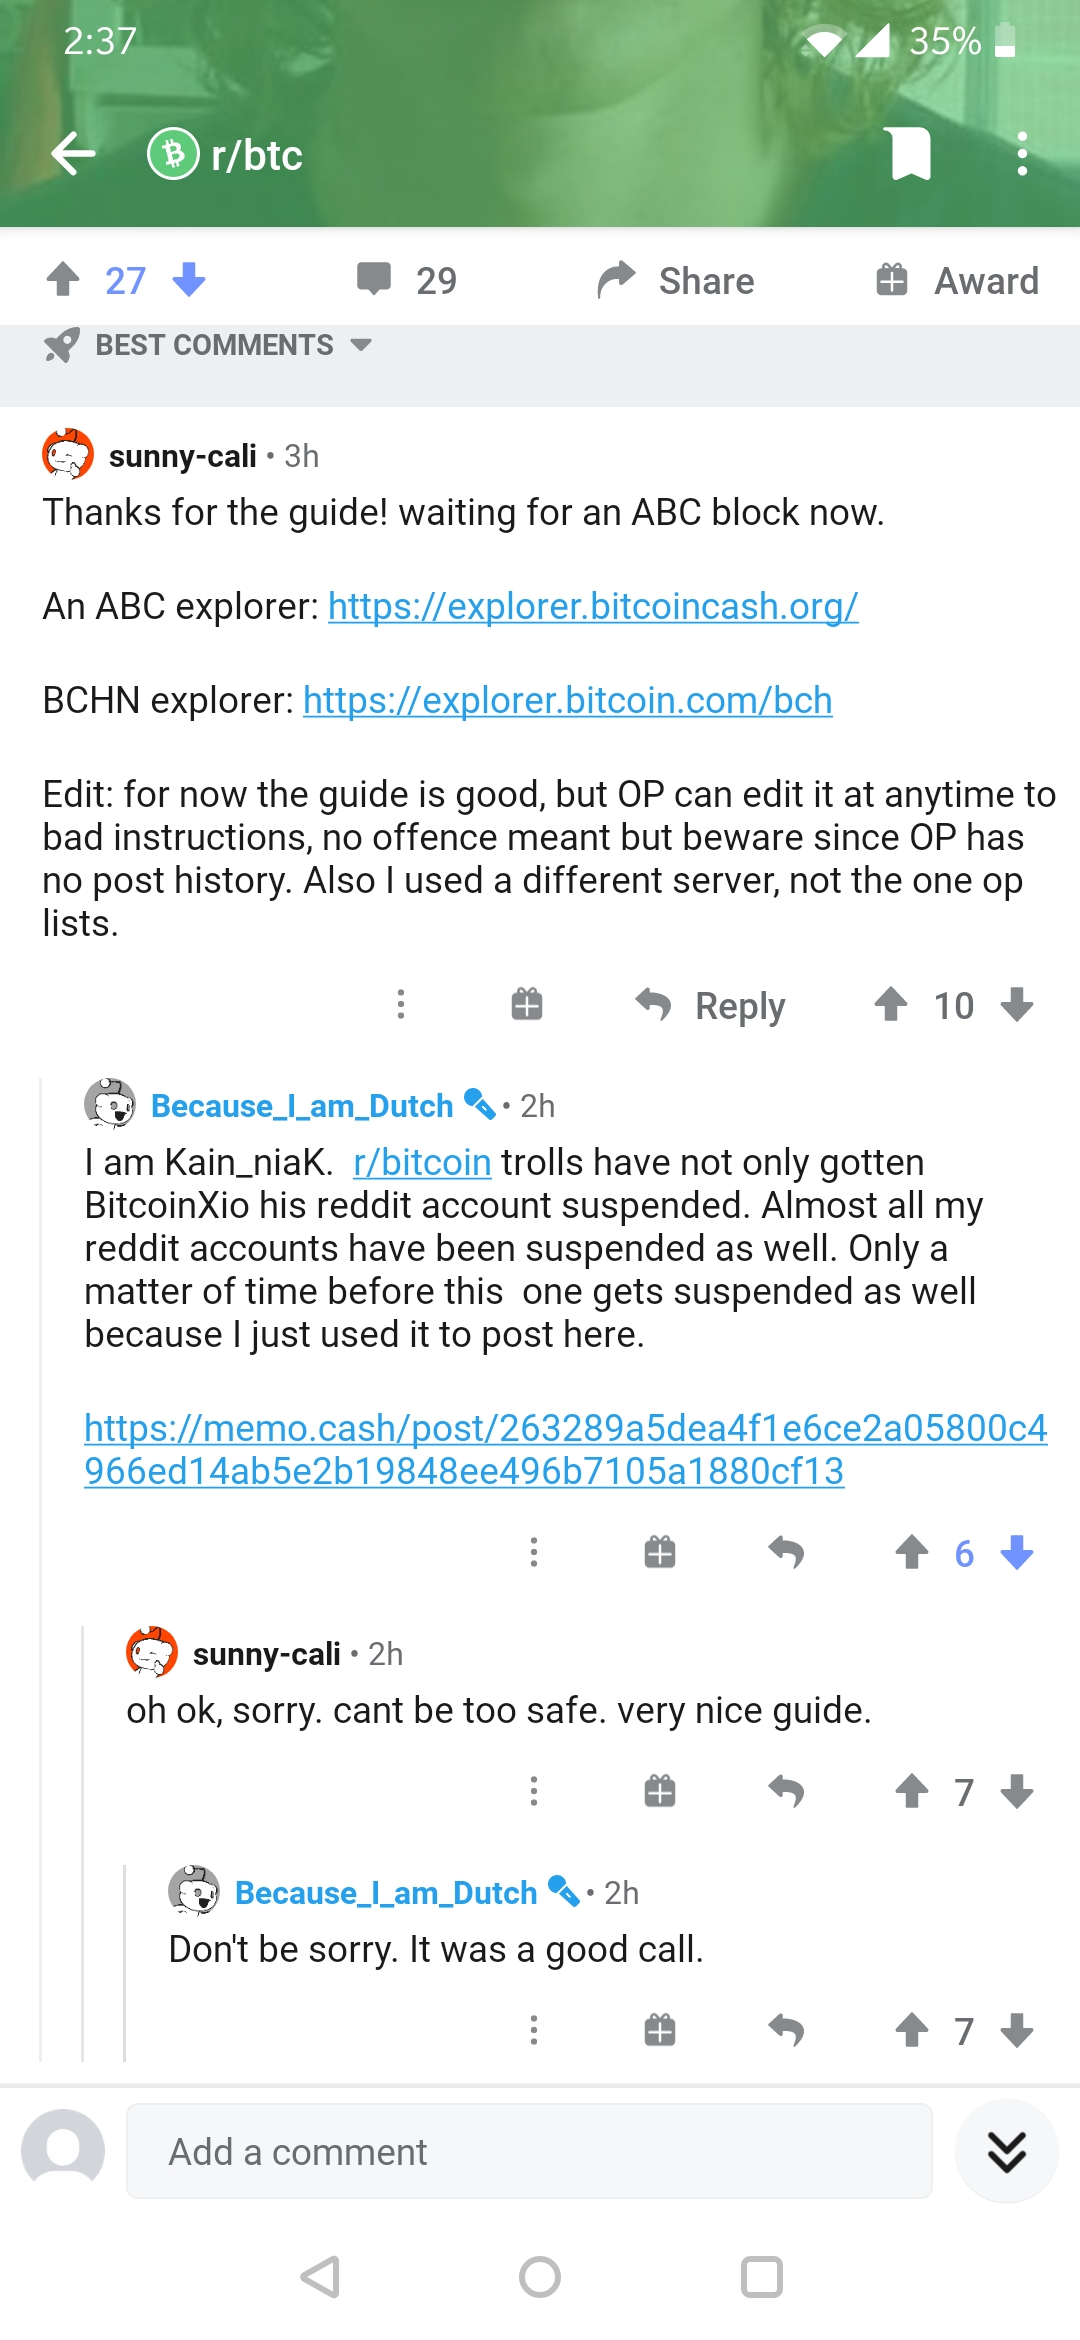 2:37
35%
r/btc
27
29
Share
Award
BEST COMMENTS
sunny-cali • 3h
Thanks for the guide! waiting for an ABC block now.
An ABC explorer: https://explorer.bitcoincash.org/
BCHN explorer: https://explorer.bitcoin.com/bch
Edit: for now the guide is good, but OP can edit it at anytime to
bad instructions, no offence meant but beware since OP has
no post history. Also I used a different server, not the one op
lists.
Reply
10
Because_I_am_Dutch • 2h
I am Kain_niaK.  r/bitcoin trolls have not only gotten
BitcoinXio his reddit account suspended. Almost all my
reddit accounts have been suspended as well. Only a
matter of time before this  one gets suspended as well
because I just used it to post here.
https://memo.cash/post/263289a5dea4f1e6ce2a05800c4
966ed14ab5e2b19848ee496b7105a1880cf13
6
sunny-cali • 2h
oh ok, sorry. cant be too safe. very nice guide.
7
Because_I_am_Dutch • 2h
Don't be sorry. It was a good call.
7
Add a comment